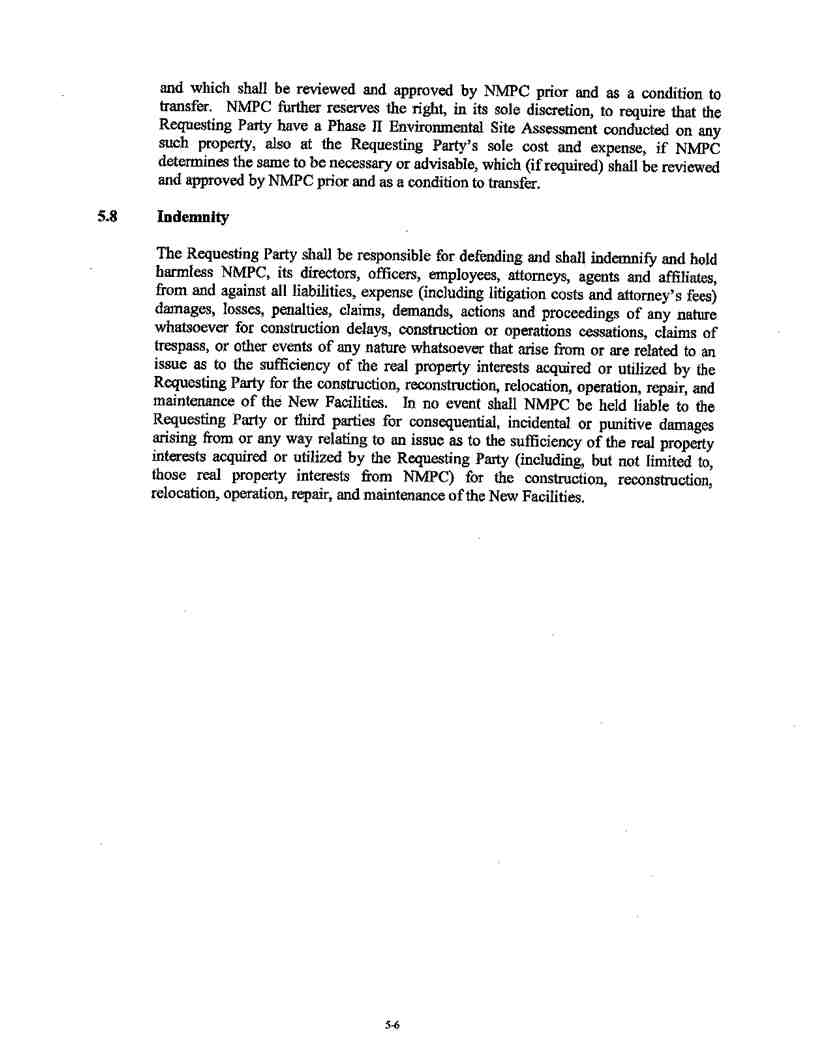 and which shall be reviewed and approved by NMPC prior and as a condition to
transfer. NMPC further reserves the right, in its sole discretion, to require that the
Requesting Party have a Phase II Environmental Site Assessment conducted on any
such property, also at the Requesting Party's sole cost and expense, if NMPC
determines the same to be necessary or advisable, which (if required) shall be reviewed
and approved by NMPC prior and as a condition to transfer.
5.8 Indemnity
The Requesting Party shall be responsible for defending and shall indemnify and hold
harmless NMPC, its directors, officers, employees, attorneys, agents and affiliates,
from and against all liabilities, expense (including litigation costs and attorney's fees)
damages, losses, penalties, claims, demands, actions and proceedings of any nature
whatsoever for construction delays, construction or operations cessations, claims of
trespass, or other events of any nature whatsoever that arise from or are related to an
issue as to the sufficiency of the real property interests acquired or utilized by the
Requesting Party for the construction, reconstruction, relocation, operation, repair, and
maintenance of the New Facilities. In no event shall NMPC be held liable to the
Requesting Party or third parties for consequential, incidental or punitive damages
arising from or any way relating to an issue as to the sufficiency of the real property
interests acquired or utilized by the Requesting Party (including, but not limited to,
those real property interests from NMPC) for the construction, reconstruction,
relocation, operation, repair, and maintenance of the New Facilities.
5-6